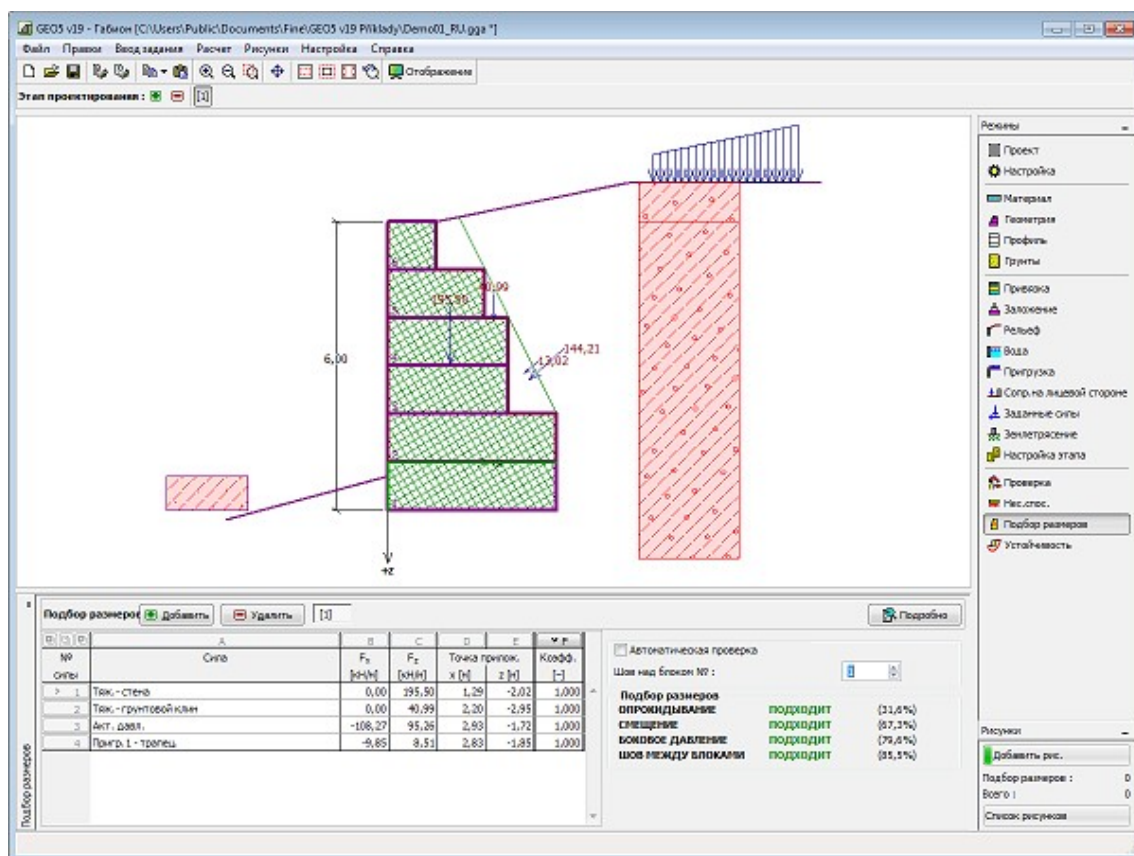 GEO5 v19 - Габион [C:\Users\Public\Documents\Fine\GEO5 v19 Příklady\Demo01_RU.gga *]
Файл Правки Ввод задания Расчет Рисунки Настройка Справка
Отображение
Этап проектирования : [1]
Режимы
Проект
Настройка
Материал
Геометрия
Профиль
Грунты
Привязка
Заложение
Рельеф
Вода
Пригрузка
Сопр.на лицевой стороне
Заданные силы
Землетрясение
Настройка этапа
Проверка
Нес.спос.
Подбор размеров
Устойчивость
195,50
40,99
144,21
13,02
6,00
+z
Подбор размеров Добавить Удалить [1] Подробно
A B C D E F
№ силы Сила Fx [кН/м] Fz [кН/м] Точка прилож. x [м] z [м] Коэфф. [-]
1 Тяж.- стена 0,00 195,50 1,29 -2,02 1,000
2 Тяж.- грунтовой клин 0,00 40,99 2,20 -2,95 1,000
3 Акт. давл. -108,27 95,26 2,93 -1,72 1,000
4 Пригр. 1 - трапец. -9,85 8,51 2,83 -1,85 1,000
Автоматическая проверка
Шов над блоком № : 1
Подбор размеров
ОПРОКИДЫВАНИЕ ПОДХОДИТ (31,6%)
СМЕЩЕНИЕ ПОДХОДИТ (67,3%)
БОКОВОЕ ДАВЛЕНИЕ ПОДХОДИТ (79,6%)
ШОВ МЕЖДУ БЛОКАМИ ПОДХОДИТ (85,5%)
Подбор размеров
Рисунки
Добавить рис.
Подбор размеров : 0
Всего : 0
Список рисунков